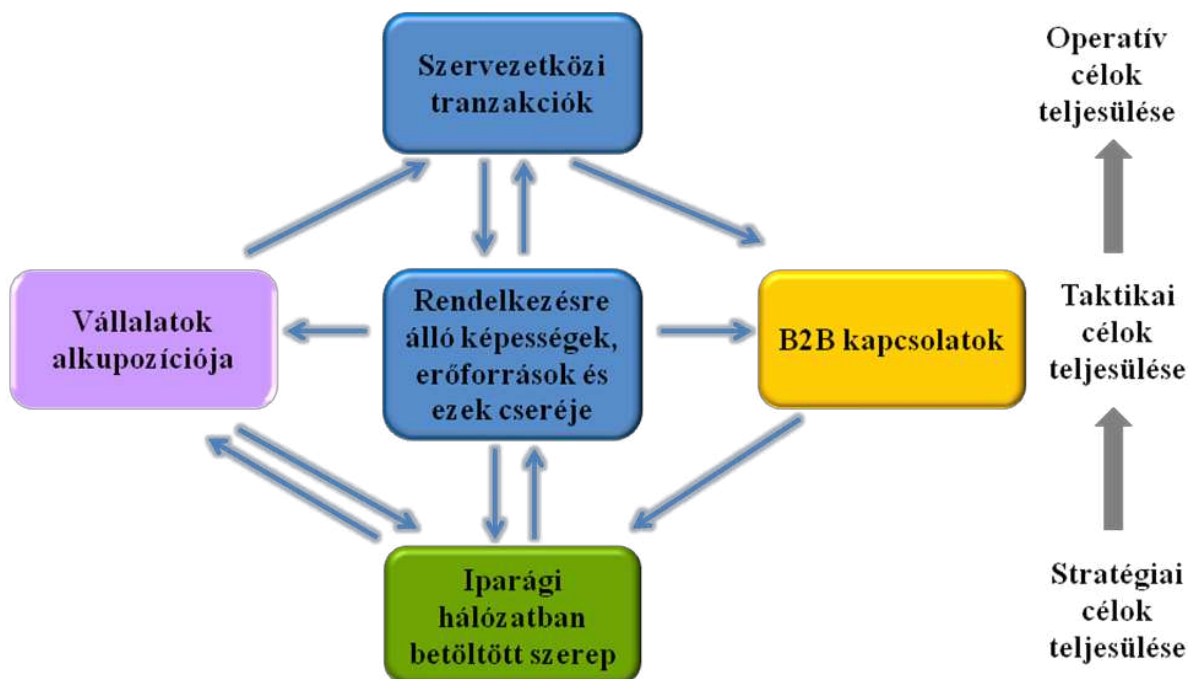 Szervezetközi
tranzakciók
Operatív
célok
teljesülése
Vállalatok
alkupozíciója
Rendelkezésre
álló képességek,
erőforrások és
ezek cseréje
B2B kapcsolatok
Taktikai
célok
teljesülése
Iparági
hálózatban
betöltött szerep
Stratégiai
célok
teljesülése